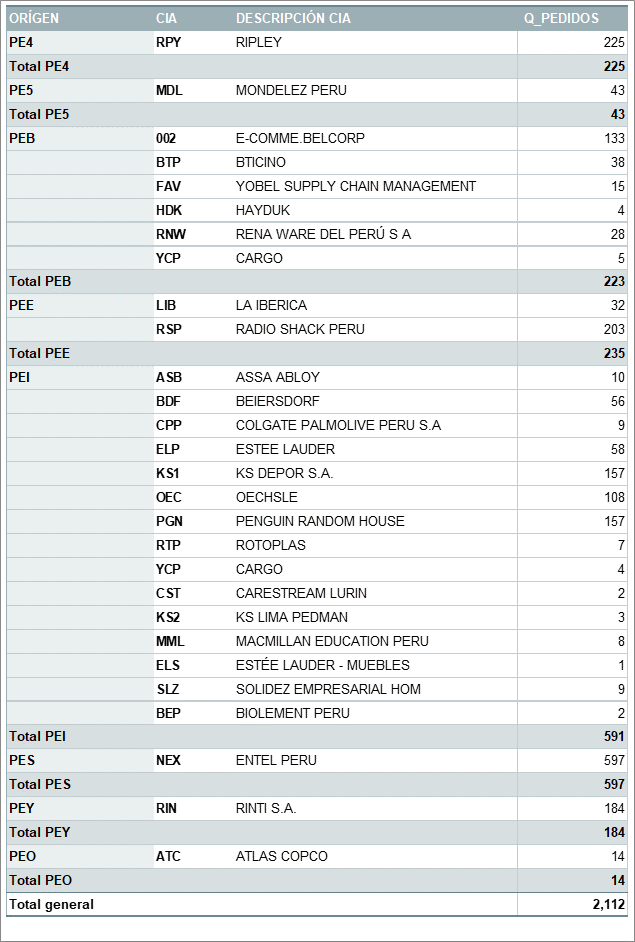 ORÍGEN CIA DESCRIPCIÓN CIA Q_PEDIDOS
PE4 RPY RIPLEY 225
Total PE4 225
PE5 MDL MONDELEZ PERU 43
Total PE5 43
PEB 002 E-COMME.BELCORP 133
BTP BTICINO 38
FAV YOBEL SUPPLY CHAIN MANAGEMENT 15
HDK HAYDUK 4
RNW RENA WARE DEL PERÚ S A 28
YCP CARGO 5
Total PEB 223
PEE LIB LA IBERICA 32
RSP RADIO SHACK PERU 203
Total PEE 235
PEI ASB ASSA ABLOY 10
BDF BEIERSDORF 56
CPP COLGATE PALMOLIVE PERU S.A 9
ELP ESTEE LAUDER 58
KS1 KS DEPOR S.A. 157
OEC OECHSLE 108
PGN PENGUIN RANDOM HOUSE 157
RTP ROTOPLAS 7
YCP CARGO 4
CST CARESTREAM LURIN 2
KS2 KS LIMA PEDMAN 3
MML MACMILLAN EDUCATION PERU 8
ELS ESTÉE LAUDER - MUEBLES 1
SLZ SOLIDEZ EMPRESARIAL HOM 9
BEP BIOLEMENT PERU 2
Total PEI 591
PES NEX ENTEL PERU 597
Total PES 597
PEY RIN RINTI S.A. 184
Total PEY 184
PEO ATC ATLAS COPCO 14
Total PEO 14
Total general 2,112